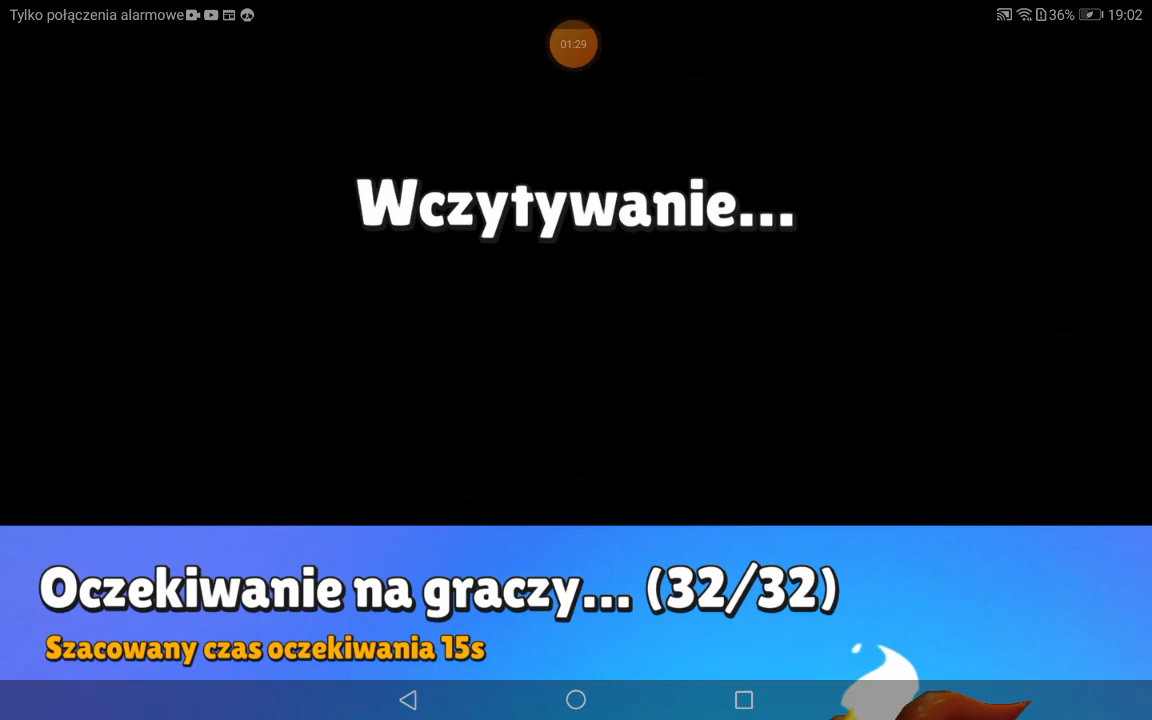 Tylko połączenia alarmowe 36% 19:02
01:29
Wczytywanie...
Oczekiwanie na graczy... (32/32)
Szacowany czas oczekiwania 15s